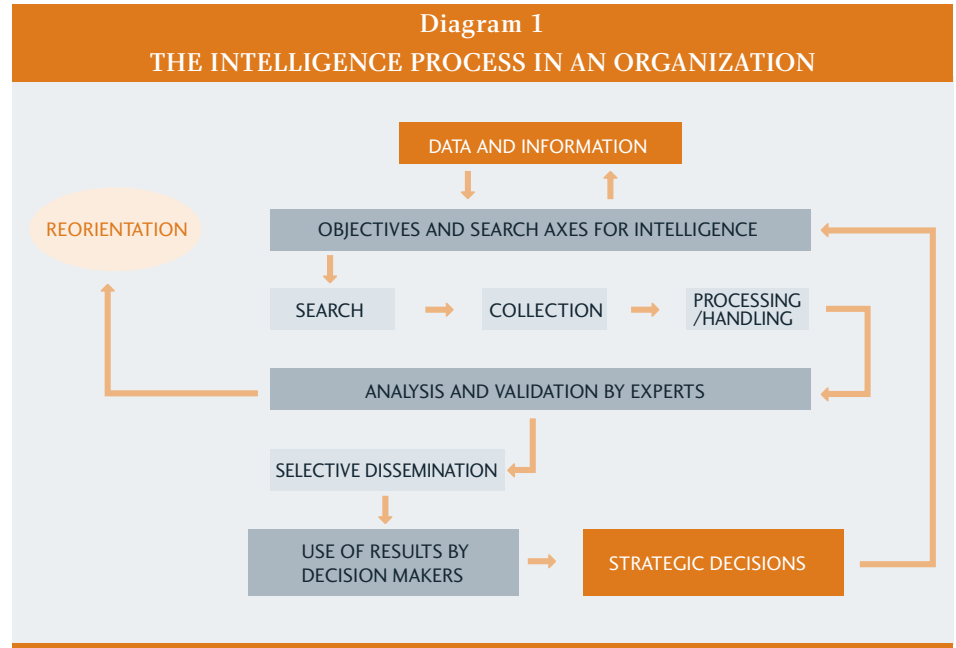 Diagram 1
THE INTELLIGENCE PROCESS IN AN ORGANIZATION
DATA AND INFORMATION
REORIENTATION
OBJECTIVES AND SEARCH AXES FOR INTELLIGENCE
SEARCH
COLLECTION
PROCESSING
/HANDLING
ANALYSIS AND VALIDATION BY EXPERTS
SELECTIVE DISSEMINATION
USE OF RESULTS BY
DECISION MAKERS
STRATEGIC DECISIONS